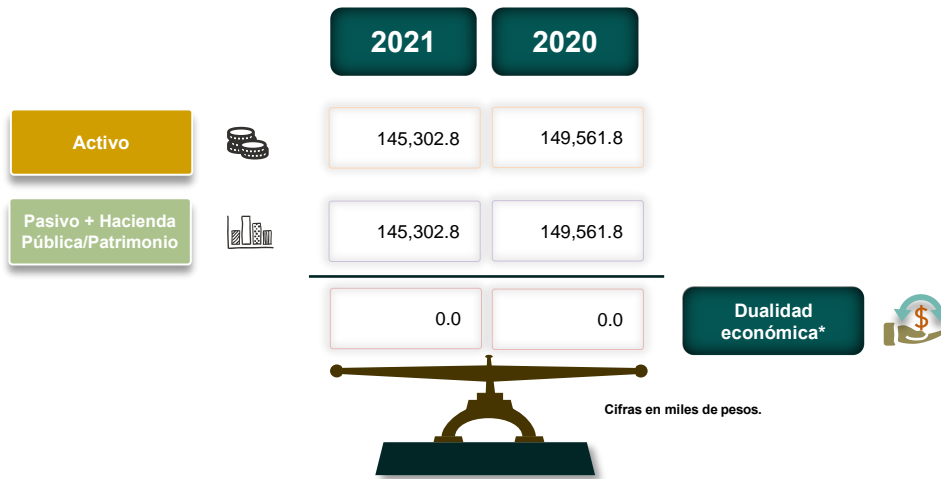 2021 2020
Activo 145,302.8 149,561.8
Pasivo + Hacienda
Pública/Patrimonio
145,302.8 149,561.8
0.0 0.0
Dualidad
económica*
$
Cifras en miles de pesos.